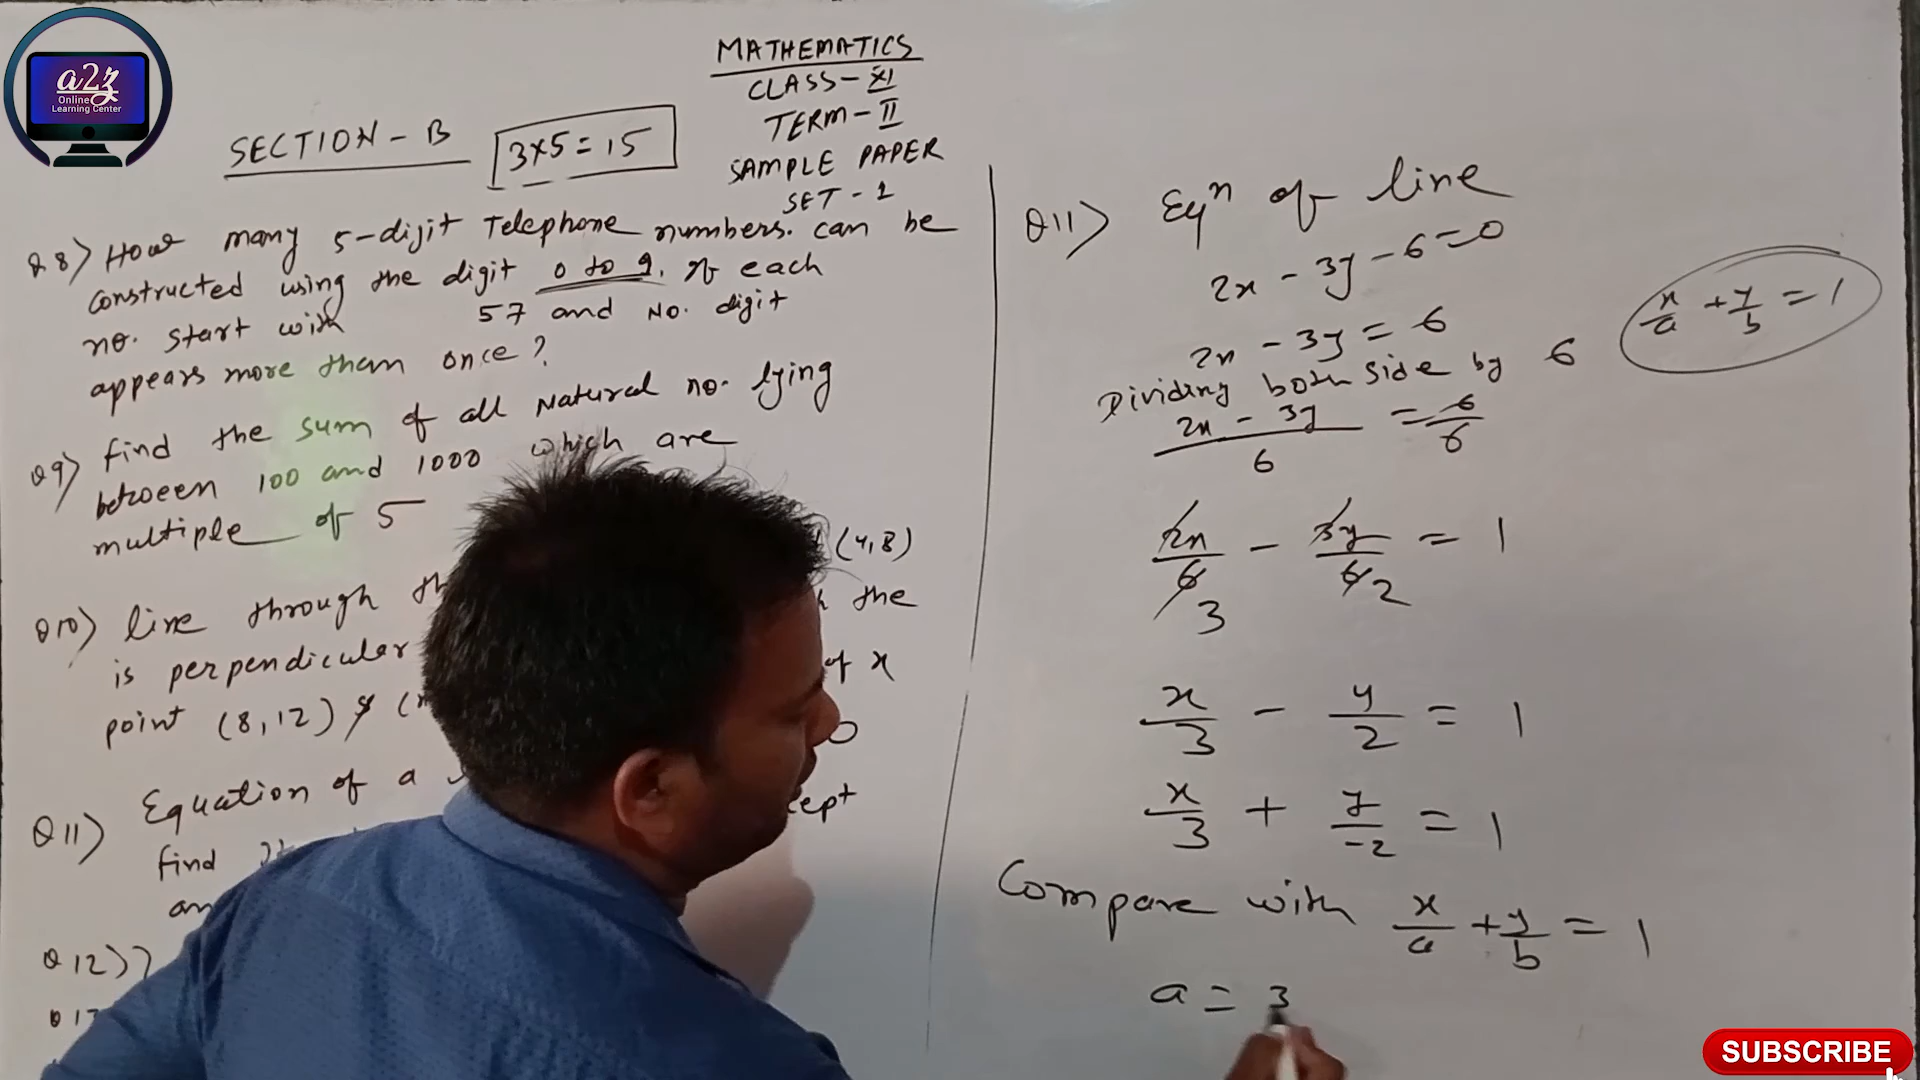 a2z
Online
Learning Center
MATHEMATICS
CLASS - XI
TERM - II
SAMPLE PAPER
SET - 1
SECTION - B
3x5=15
Q8) How many 5-digit Telephone numbers. can be
constructed using the digit 0 to 9. If each
no. start with 57 and No. digit
appears more than once?
Q9) find the sum of all Natural no. lying
between 100 and 1000 which are
multiple of 5
Q10) line through th (4,8)
is perpendicular the
point (8,12) of x
Q11) Equation of a cept
find
an
Q12)
Q11) Eqn of line
2x - 3y - 6 = 0
2x - 3y = 6
x/a + y/b = 1
Dividing both side by 6
2x - 3y / 6 = 6/6
2x/6 3 - 3y/6 2 = 1
x/3 - y/2 = 1
x/3 + y/-2 = 1
Compare with x/a + y/b = 1
a = 3
SUBSCRIBE